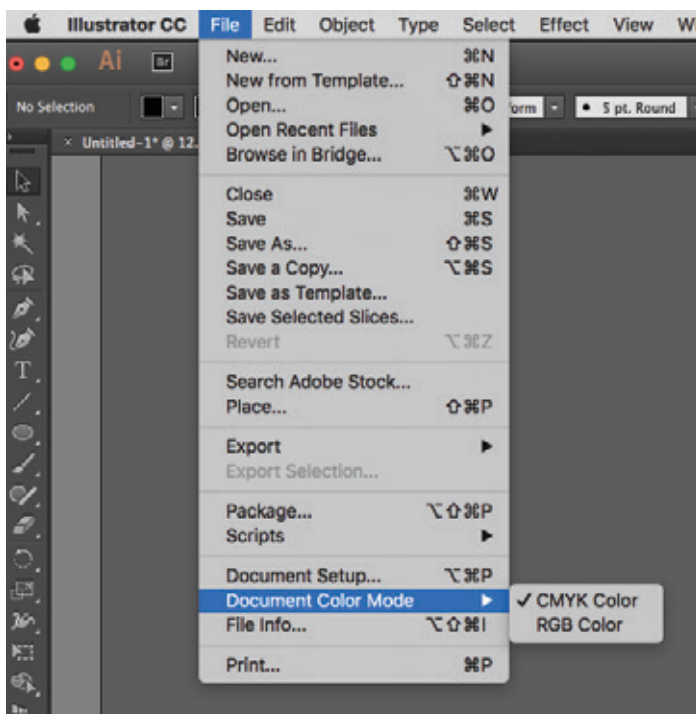 Illustrator CC File Edit Object Type Select Effect View
Ai Br
No Selection
5 pt. Round
× Untitled-1* @ 12.
New... ⌘N
New from Template... ⇧⌘N
Open... ⌘O
Open Recent Files ▶
Browse in Bridge... ⌥⌘O
Close ⌘W
Save ⌘S
Save As... ⇧⌘S
Save a Copy... ⌥⌘S
Save as Template...
Save Selected Slices...
Revert ⌥⌘Z
Search Adobe Stock...
Place... ⇧⌘P
Export ▶
Export Selection...
Package... ⌥⇧⌘P
Scripts ▶
Document Setup... ⌥⌘P
Document Color Mode ▶ ✓ CMYK Color
File Info... ⌥⇧⌘I RGB Color
Print... ⌘P